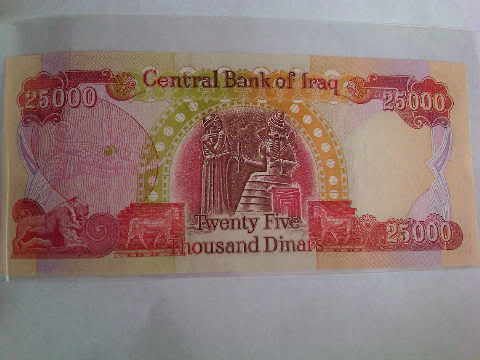 Central Bank of Iraq
25000
25000
Twenty Five
Thousand Dinars
25000